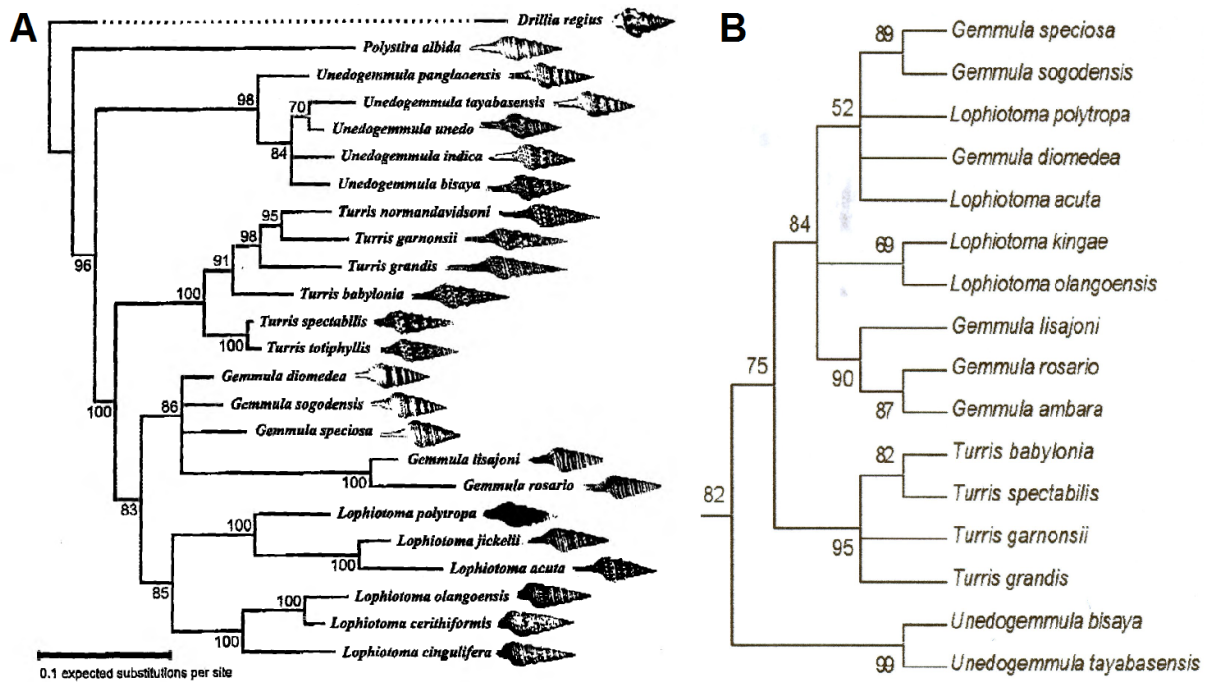 A
Drillia regius
Polystira albida
Unedogemmula panglaoensis
98
70
Unedogemmula tayabasensis
Unedogemmula unedo
84
Unedogemmula indica
Unedogemmula bisaya
95
Turris normandavidsoni
98
Turris garnonsii
96
91
Turris grandis
100
Turris babylonia
Turris spectabilis
100
Turris totiphyllis
Gemmula diomedea
100
86
Gemmula sogodensis
Gemmula speciosa
Gemmula lisajoni
100
Gemmula rosario
83
Lophiotoma polytropa
100
Lophiotoma jickelii
100
Lophiotoma acuta
85
100
Lophiotoma olangoensis
Lophiotoma cerithiformis
100
Lophiotoma cingulifera
0.1 expected substitutions per site
B
89
Gemmula speciosa
Gemmula sogodensis
52
Lophiotoma polytropa
Gemmula diomedea
Lophiotoma acuta
84
69
Lophiotoma kingae
Lophiotoma olangoensis
Gemmula lisajoni
75
90
Gemmula rosario
87
Gemmula ambara
82
Turris babylonia
82
Turris spectabilis
Turris garnonsii
95
Turris grandis
Unedogemmula bisaya
99
Unedogemmula tayabasensis